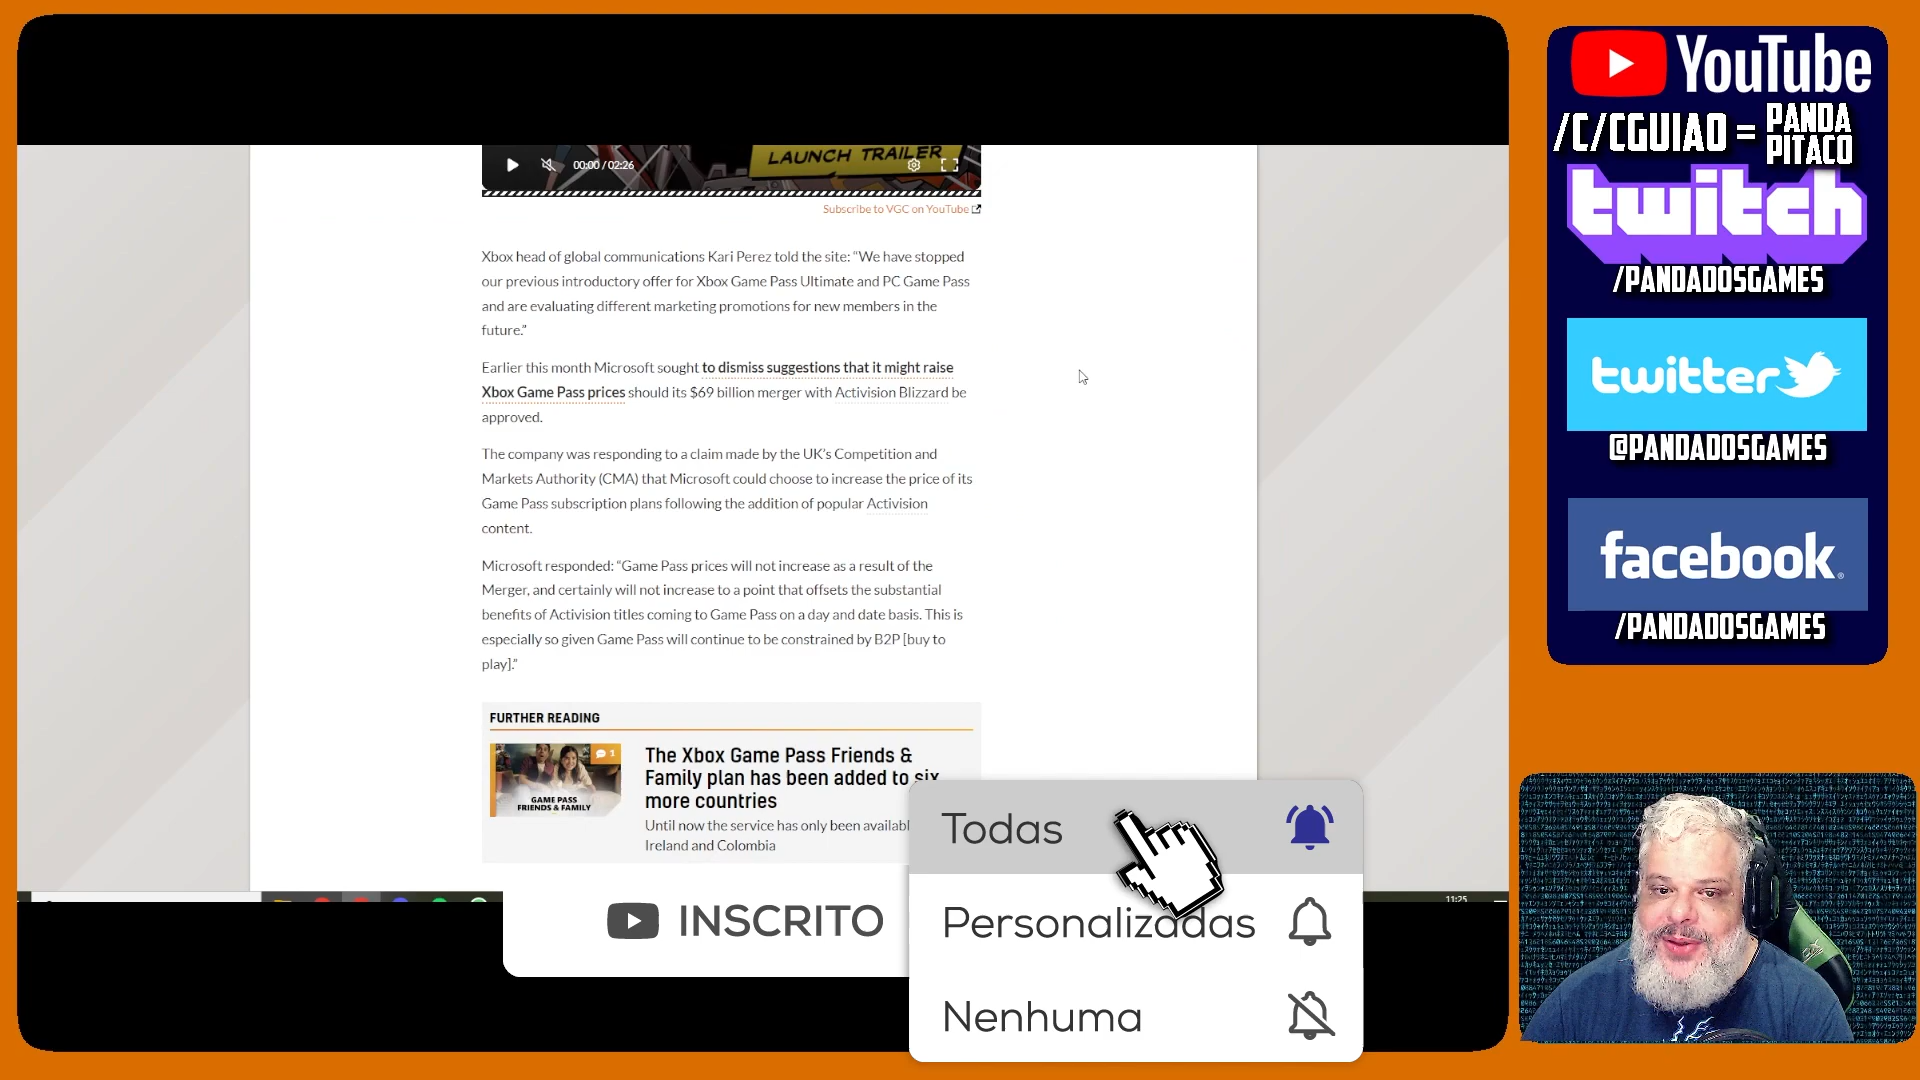 LAUNCH TRAILER
00:00 / 02:26
Subscribe to VGC on YouTube
Xbox head of global communications Kari Perez told the site: “We have stopped
our previous introductory offer for Xbox Game Pass Ultimate and PC Game Pass
and are evaluating different marketing promotions for new members in the
future.”
Earlier this month Microsoft sought to dismiss suggestions that it might raise
Xbox Game Pass prices should its $69 billion merger with Activision Blizzard be
approved.
The company was responding to a claim made by the UK’s Competition and
Markets Authority (CMA) that Microsoft could choose to increase the price of its
Game Pass subscription plans following the addition of popular Activision
content.
Microsoft responded: “Game Pass prices will not increase as a result of the
Merger, and certainly will not increase to a point that offsets the substantial
benefits of Activision titles coming to Game Pass on a day and date basis. This is
especially so given Game Pass will continue to be constrained by B2P [buy to
play].”
FURTHER READING
1
GAME PASS
FRIENDS & FAMILY
The Xbox Game Pass Friends &
Family plan has been added to six
more countries
Until now the service has only been
Ireland and Colombia
11:25
INSCRITO
Todas
Personalizadas
Nenhuma
YouTube
/C/CGUIAO = PANDA
PITACO
twitch
/PANDADOSGAMES
twitter
@PANDADOSGAMES
facebook
/PANDADOSGAMES